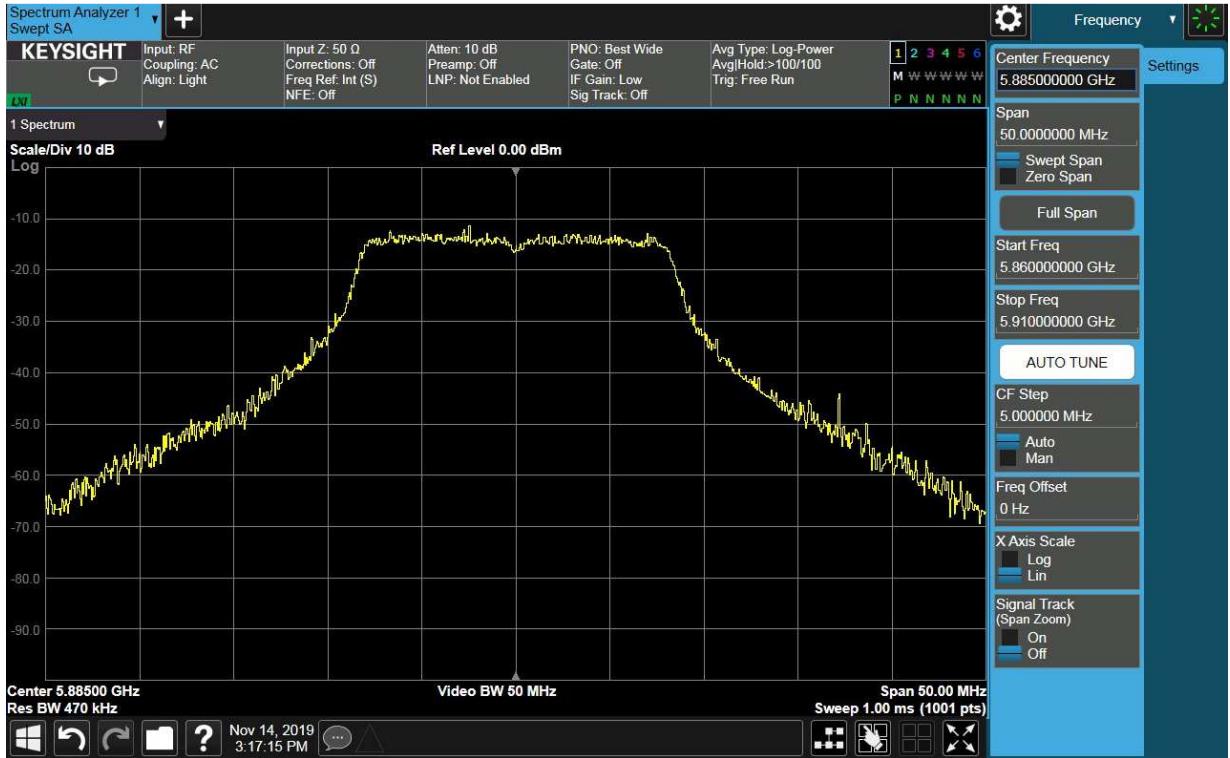 Spectrum Analyzer 1
Swept SA
Frequency
KEYSIGHT
LXI
Input: RF
Coupling: AC
Align: Light
Input Z: 50 Ω
Corrections: Off
Freq Ref: Int (S)
NFE: Off
Atten: 10 dB
Preamp: Off
LNP: Not Enabled
PNO: Best Wide
Gate: Off
IF Gain: Low
Sig Track: Off
Avg Type: Log-Power
Avg|Hold:>100/100
Trig: Free Run
1 2 3 4 5 6
M W W W W W
P N N N N N
1 Spectrum
Scale/Div 10 dB
Ref Level 0.00 dBm
Log
-10.0
-20.0
-30.0
-40.0
-50.0
-60.0
-70.0
-80.0
-90.0
Center 5.88500 GHz
Video BW 50 MHz
Span 50.00 MHz
Res BW 470 kHz
Sweep 1.00 ms (1001 pts)
Nov 14, 2019
3:17:15 PM
Center Frequency
5.885000000 GHz
Settings
Span
50.0000000 MHz
Swept Span
Zero Span
Full Span
Start Freq
5.860000000 GHz
Stop Freq
5.910000000 GHz
AUTO TUNE
CF Step
5.000000 MHz
Auto
Man
Freq Offset
0 Hz
X Axis Scale
Log
Lin
Signal Track
(Span Zoom)
On
Off